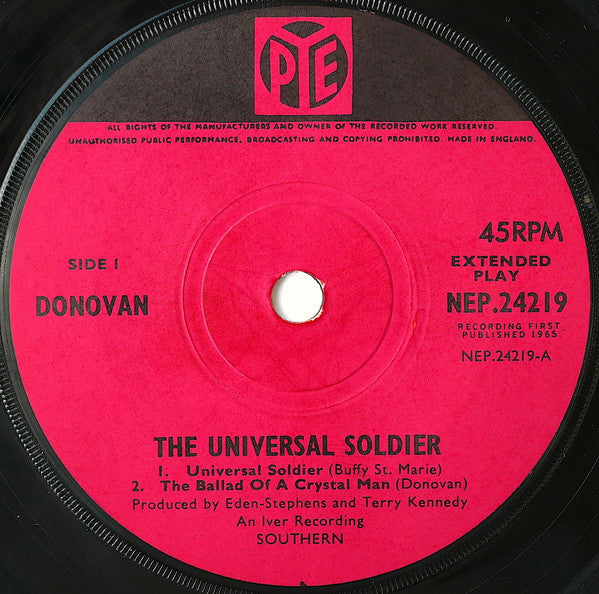 PYE
ALL RIGHTS OF THE MANUFACTURERS AND OWNER OF THE RECORDED WORK RESERVED.
UNAUTHORISED PUBLIC PERFORMANCE, BROADCASTING AND COPYING PROHIBITED. MADE IN ENGLAND.
45RPM
SIDE 1
EXTENDED
PLAY
DONOVAN
NEP.24219
RECORDING FIRST
PUBLISHED 1965
NEP.24219-A
THE UNIVERSAL SOLDIER
1. Universal Soldier (Buffy St. Marie)
2. The Ballad Of A Crystal Man (Donovan)
Produced by Eden-Stephens and Terry Kennedy
An Iver Recording
SOUTHERN